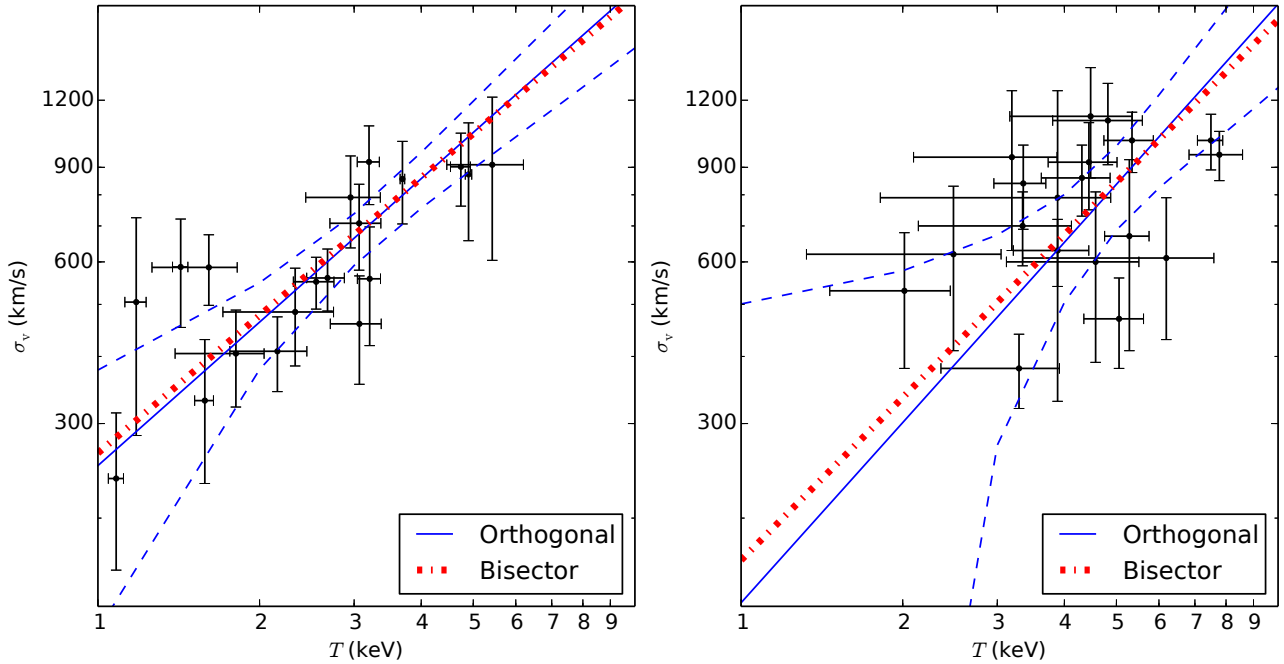 1200
900
600
300
σv (km/s)
1 2 3 4 5 6 7 8 9
T (keV)
Orthogonal
Bisector
1200
900
600
300
σv (km/s)
1 2 3 4 5 6 7 8 9
T (keV)
Orthogonal
Bisector